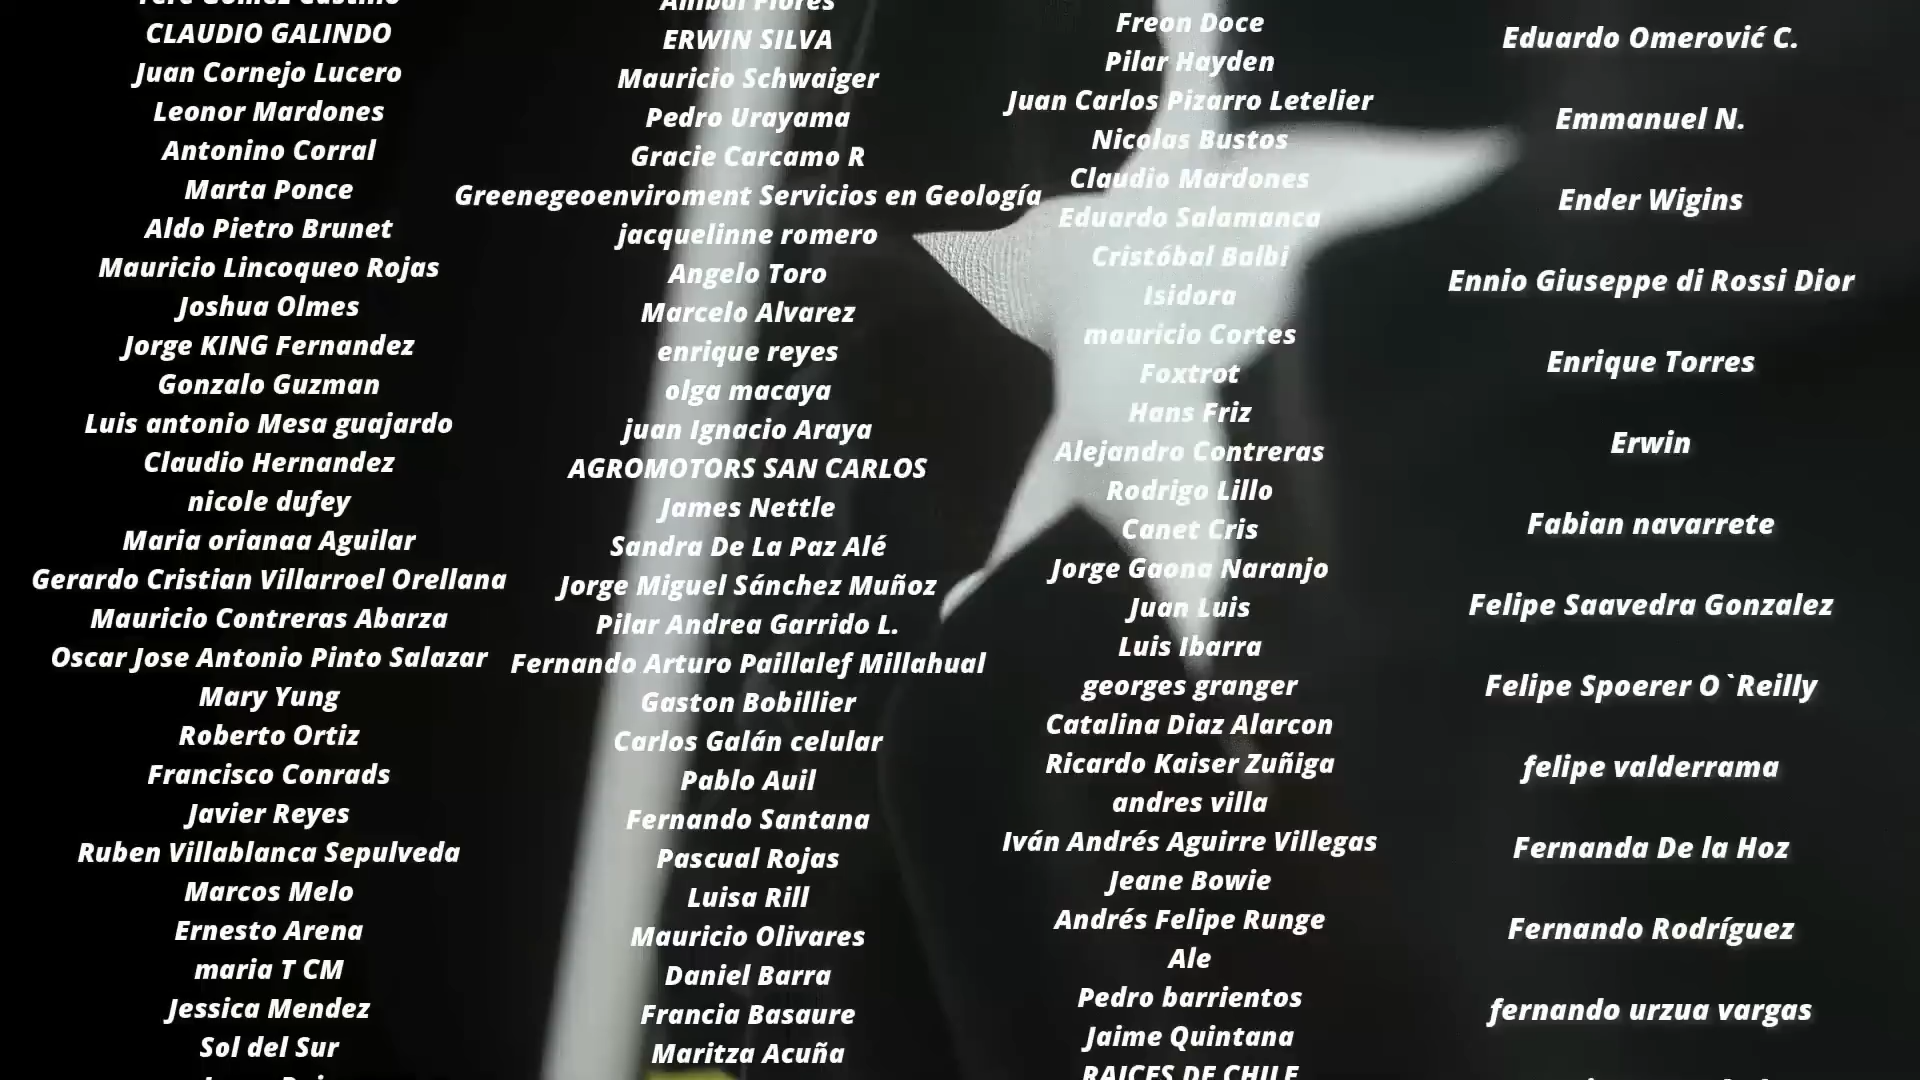 CLAUDIO GALINDO
Juan Cornejo Lucero
Leonor Mardones
Antonino Corral
Marta Ponce
Aldo Pietro Brunet
Mauricio Lincoqueo Rojas
Joshua Olmes
Jorge KING Fernandez
Gonzalo Guzman
Luis antonio Mesa guajardo
Claudio Hernandez
nicole dufey
Maria orianaa Aguilar
Gerardo Cristian Villarroel Orellana
Mauricio Contreras Abarza
Oscar Jose Antonio Pinto Salazar
Mary Yung
Roberto Ortiz
Francisco Conrads
Javier Reyes
Ruben Villablanca Sepulveda
Marcos Melo
Ernesto Arena
maria T CM
Jessica Mendez
Sol del Sur
Anibal Flores
ERWIN SILVA
Mauricio Schwaiger
Pedro Urayama
Gracie Carcamo R
Greenegeoenviroment Servicios en Geología
jacquelinne romero
Angelo Toro
Marcelo Alvarez
enrique reyes
olga macaya
juan Ignacio Araya
AGROMOTORS SAN CARLOS
James Nettle
Sandra De La Paz Alé
Jorge Miguel Sánchez Muñoz
Pilar Andrea Garrido L.
Fernando Arturo Paillalef Millahual
Gaston Bobillier
Carlos Galán celular
Pablo Auil
Fernando Santana
Pascual Rojas
Luisa Rill
Mauricio Olivares
Daniel Barra
Francia Basaure
Maritza Acuña
Freon Doce
Pilar Hayden
Juan Carlos Pizarro Letelier
Nicolas Bustos
Claudio Mardones
Eduardo Salamanca
Cristóbal Balbi
Isidora
mauricio Cortes
Foxtrot
Hans Friz
Alejandro Contreras
Rodrigo Lillo
Canet Cris
Jorge Gaona Naranjo
Juan Luis
Luis Ibarra
georges granger
Catalina Diaz Alarcon
Ricardo Kaiser Zuñiga
andres villa
Iván Andrés Aguirre Villegas
Jeane Bowie
Andrés Felipe Runge
Ale
Pedro barrientos
Jaime Quintana
RAICES DE CHILE
Eduardo Omerović C.
Emmanuel N.
Ender Wigins
Ennio Giuseppe di Rossi Dior
Enrique Torres
Erwin
Fabian navarrete
Felipe Saavedra Gonzalez
Felipe Spoerer O`Reilly
felipe valderrama
Fernanda De la Hoz
Fernando Rodríguez
fernando urzua vargas